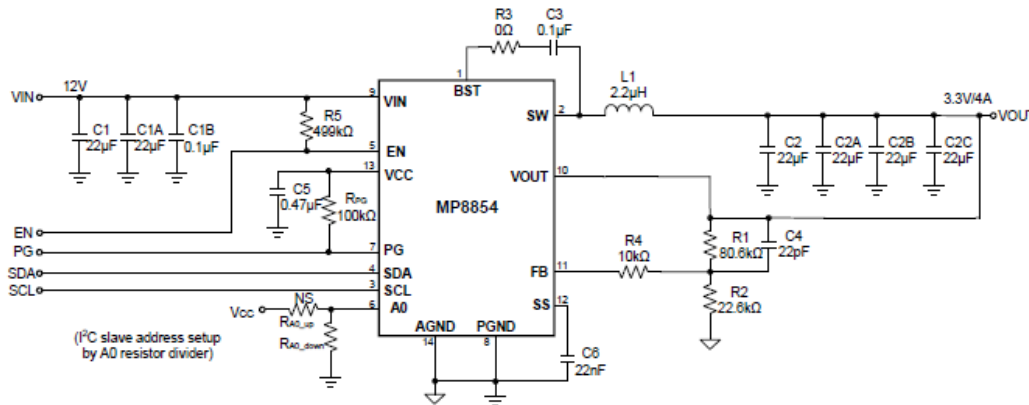 R3
0Ω
C3
0.1µF
1
BST
VIN
12V
9
VIN
C1
22µF
C1A
22µF
C1B
0.1µF
R5
499kΩ
SW
2
L1
2.2µH
3.3V/4A
VOUT
C2
22µF
C2A
22µF
C2B
22µF
C2C
22µF
5
EN
13
VCC
VOUT
10
C5
0.47µF
RPG
100kΩ
MP8854
EN
PG
7
PG
R4
10kΩ
R1
80.6kΩ
C4
22pF
FB
11
SDA
4
SDA
SCL
3
SCL
R2
22.6kΩ
SS
12
VCC
NS
6
A0
RA0_up
RA0_down
(I²C slave address setup
by A0 resistor divider)
AGND
PGND
14
8
C6
22nF